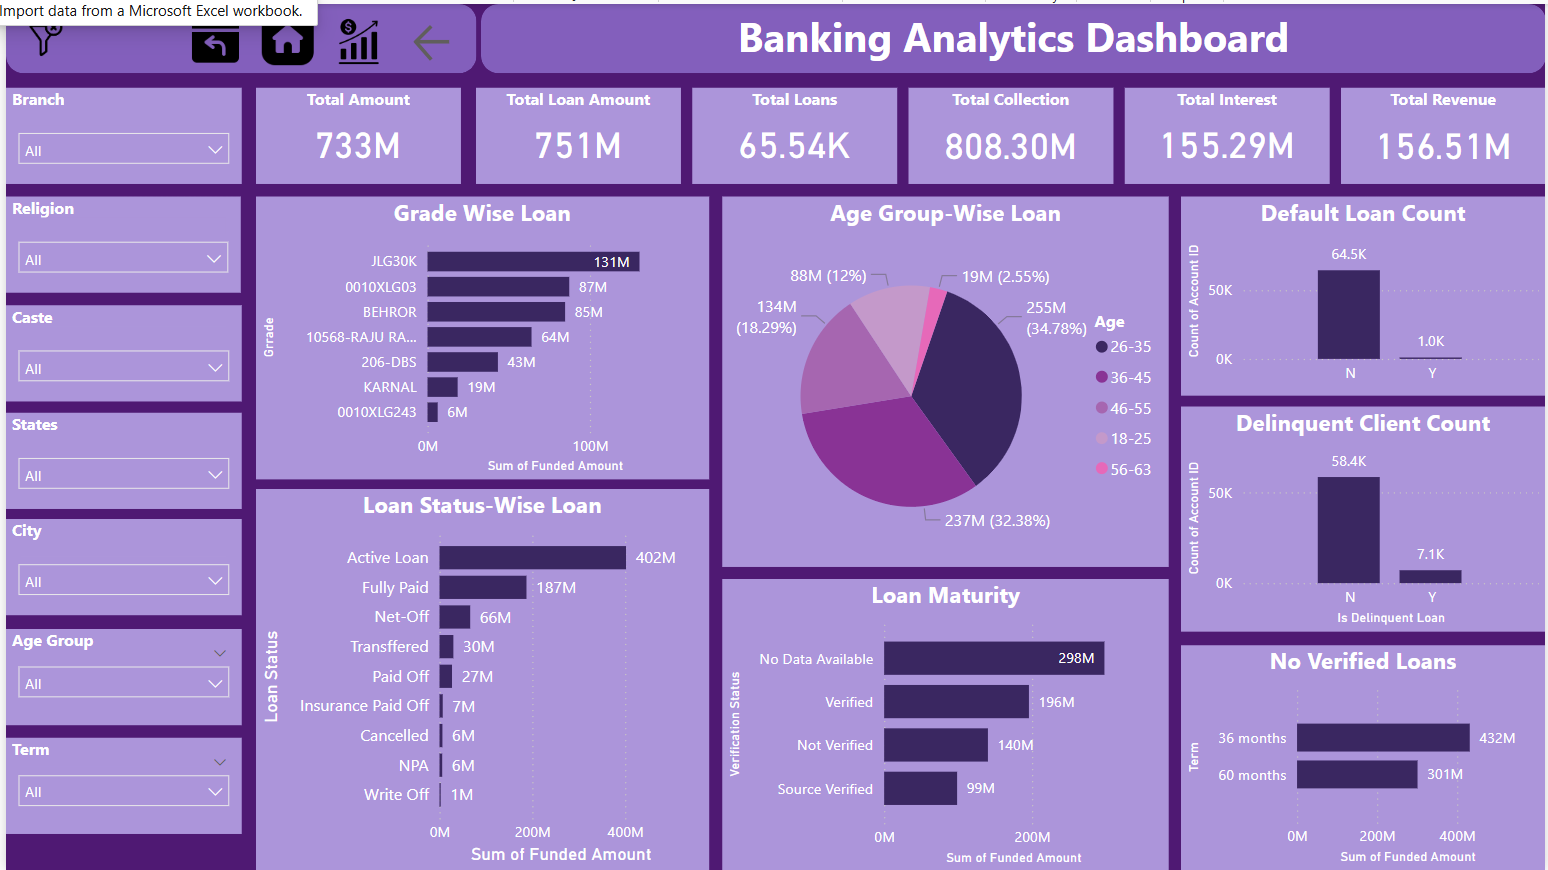 Import data from a Microsoft Excel workbook.
Banking Analytics Dashboard
Branch
All
Religion
All
Caste
All
States
All
City
All
Age Group
All
Term
All
Total Amount
733M
Total Loan Amount
751M
Total Loans
65.54K
Total Collection
808.30M
Total Interest
155.29M
Total Revenue
156.51M
Grade Wise Loan
Grrade
JLG30K
131M
0010XLG03
87M
BEHROR
85M
10568-RAJU RA...
64M
206-DBS
43M
KARNAL
19M
0010XLG243
6M
0M
100M
Sum of Funded Amount
Loan Status-Wise Loan
Loan Status
Active Loan
402M
Fully Paid
187M
Net-Off
66M
Transffered
30M
Paid Off
27M
Insurance Paid Off
7M
Cancelled
6M
NPA
6M
Write Off
1M
0M
200M
400M
Sum of Funded Amount
Age Group-Wise Loan
88M (12%)
19M (2.55%)
134M
(18.29%)
255M
(34.78%)
237M (32.38%)
Age
26-35
36-45
46-55
18-25
56-63
Loan Maturity
Verification Status
No Data Available
298M
Verified
196M
Not Verified
140M
Source Verified
99M
0M
200M
Sum of Funded Amount
Default Loan Count
Count of Account ID
64.5K
50K
1.0K
0K
N
Y
Delinquent Client Count
Count of Account ID
58.4K
50K
7.1K
0K
N
Y
Is Delinquent Loan
No Verified Loans
Term
36 months
432M
60 months
301M
0M
200M
400M
Sum of Funded Amount